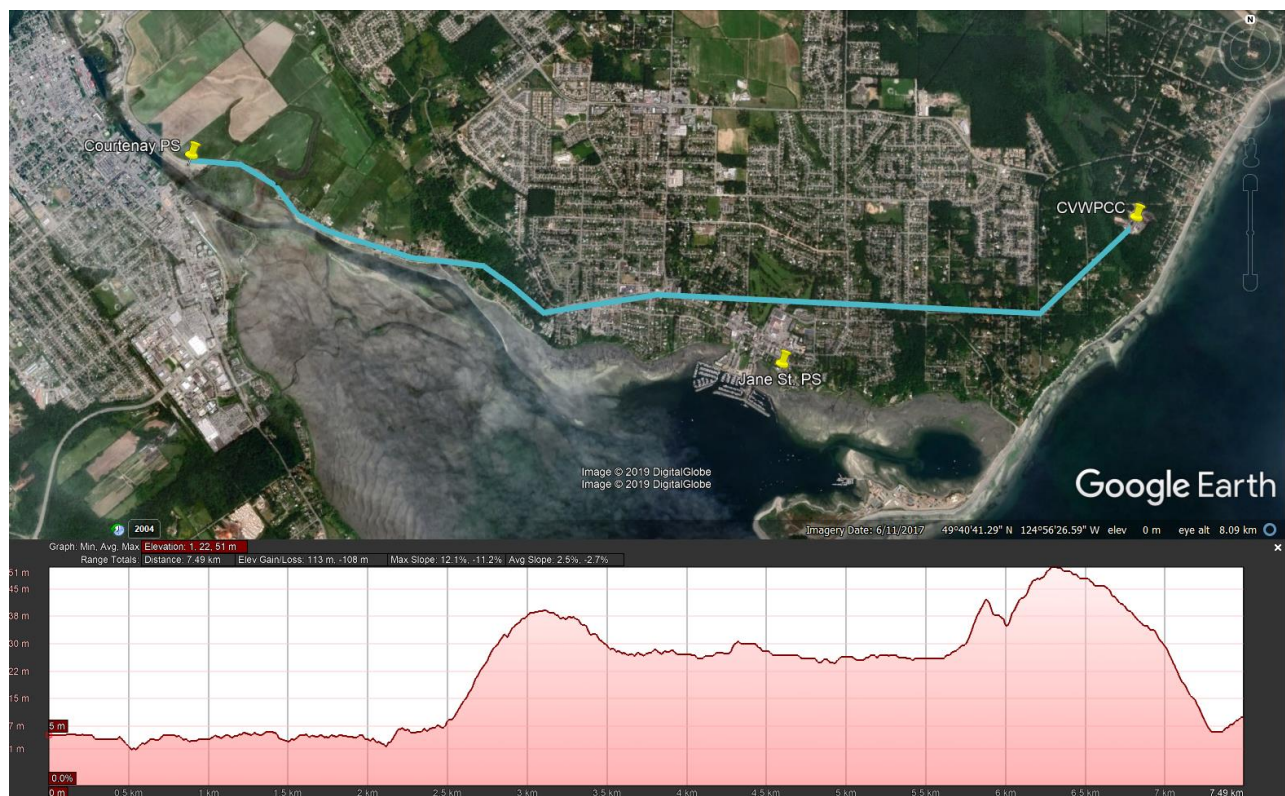 N
Courtenay PS
CVWPCC
Jane St. PS
Image © 2019 DigitalGlobe
Image © 2019 DigitalGlobe
Google Earth
2004
Imagery Date: 6/11/2017 49°40'41.29" N 124°56'26.59" W elev 0 m eye alt 8.09 km
Graph: Min, Avg, Max Elevation: 1, 22, 51 m
Range Totals: Distance: 7.49 km Elev Gain/Loss: 113 m, -108 m Max Slope: 12.1%, -11.2% Avg Slope: 2.5%, -2.7%
51 m
45 m
38 m
30 m
22 m
15 m
7 m
5 m
1 m
0.0%
0 m 0.5 km 1 km 1.5 km 2 km 2.5 km 3 km 3.5 km 4 km 4.5 km 5 km 5.5 km 6 km 6.5 km 7 km 7.49 km